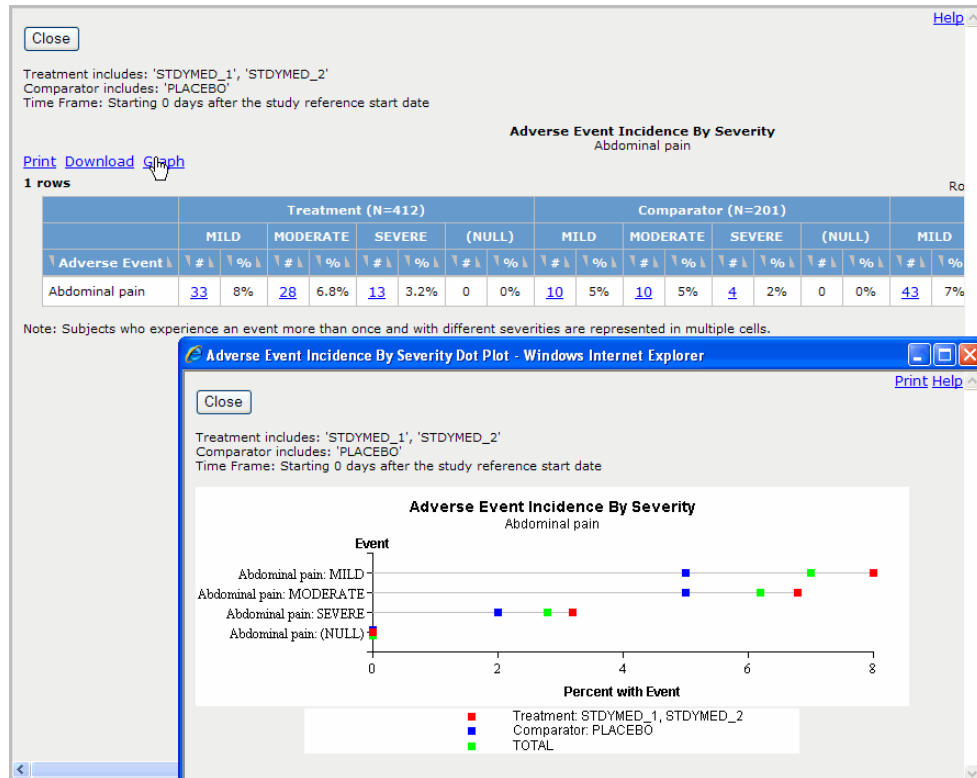 Help
Close
Treatment includes: 'STDYMED_1', 'STDYMED_2'
Comparator includes: 'PLACEBO'
Time Frame: Starting 0 days after the study reference start date
Adverse Event Incidence By Severity
Abdominal pain
Print Download Graph
1 rows Ro
Treatment (N=412) Comparator (N=201)
MILD MODERATE SEVERE (NULL) MILD MODERATE SEVERE (NULL) MILD
Adverse Event # % # % # % # % # % # % # % # % # %
Abdominal pain 33 8% 28 6.8% 13 3.2% 0 0% 10 5% 10 5% 4 2% 0 0% 43 7%
Note: Subjects who experience an event more than once and with different severities are represented in multiple cells.
Adverse Event Incidence By Severity Dot Plot - Windows Internet Explorer
Print Help
Close
Treatment includes: 'STDYMED_1', 'STDYMED_2'
Comparator includes: 'PLACEBO'
Time Frame: Starting 0 days after the study reference start date
Adverse Event Incidence By Severity
Abdominal pain
Event
Abdominal pain: MILD
Abdominal pain: MODERATE
Abdominal pain: SEVERE
Abdominal pain: (NULL)
0 2 4 6 8
Percent with Event
Treatment: STDYMED_1, STDYMED_2
Comparator: PLACEBO
TOTAL